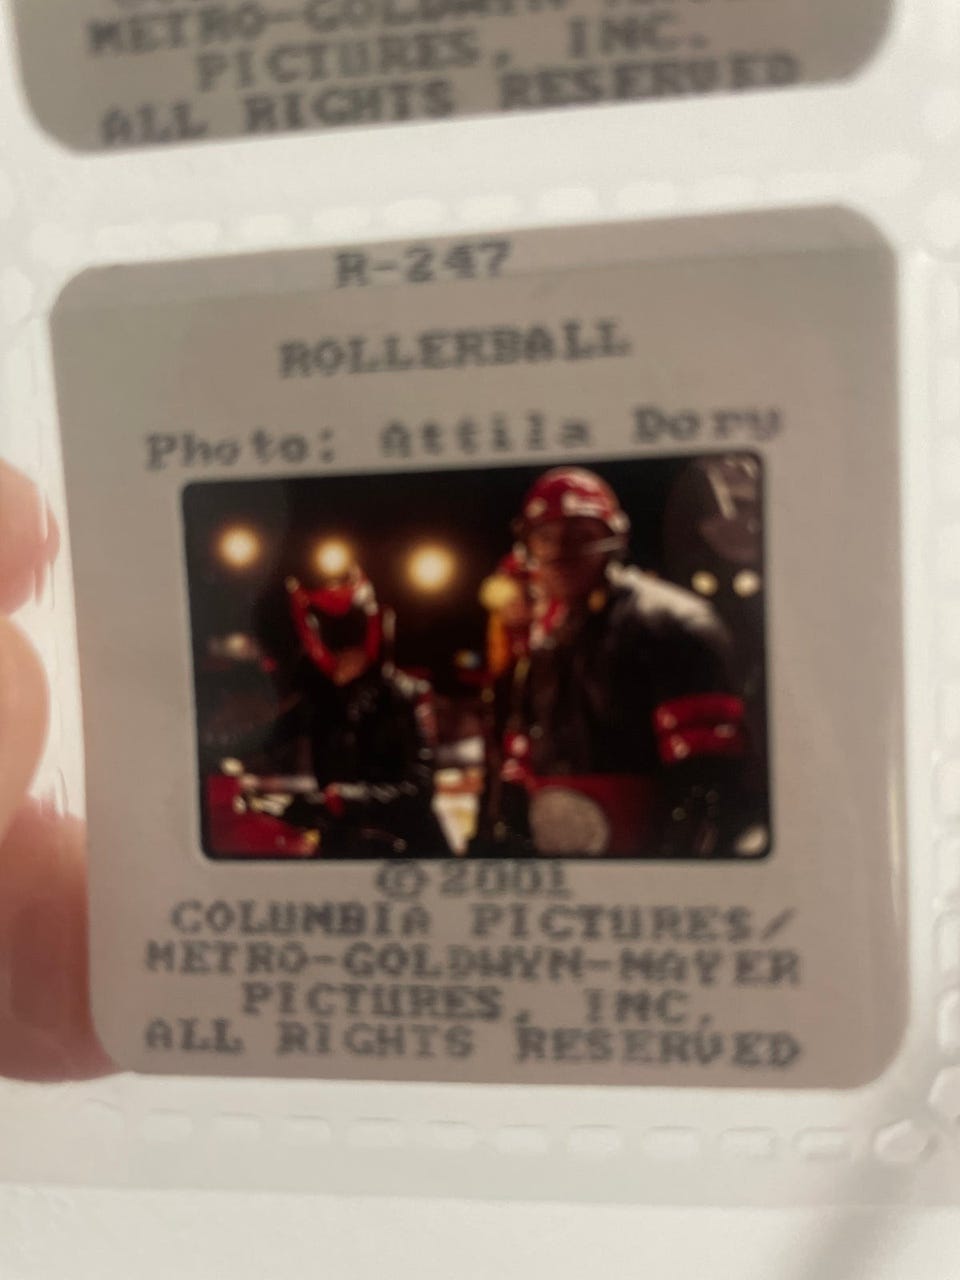 METRO-GOLDWYN
PICTURES, INC.
ALL RIGHTS RESERVED
R-247
ROLLERBALL
Photo: Attila Dory
©2001
COLUMBIA PICTURES/
METRO-GOLDWYN-MAYER
PICTURES, INC.
ALL RIGHTS RESERVED